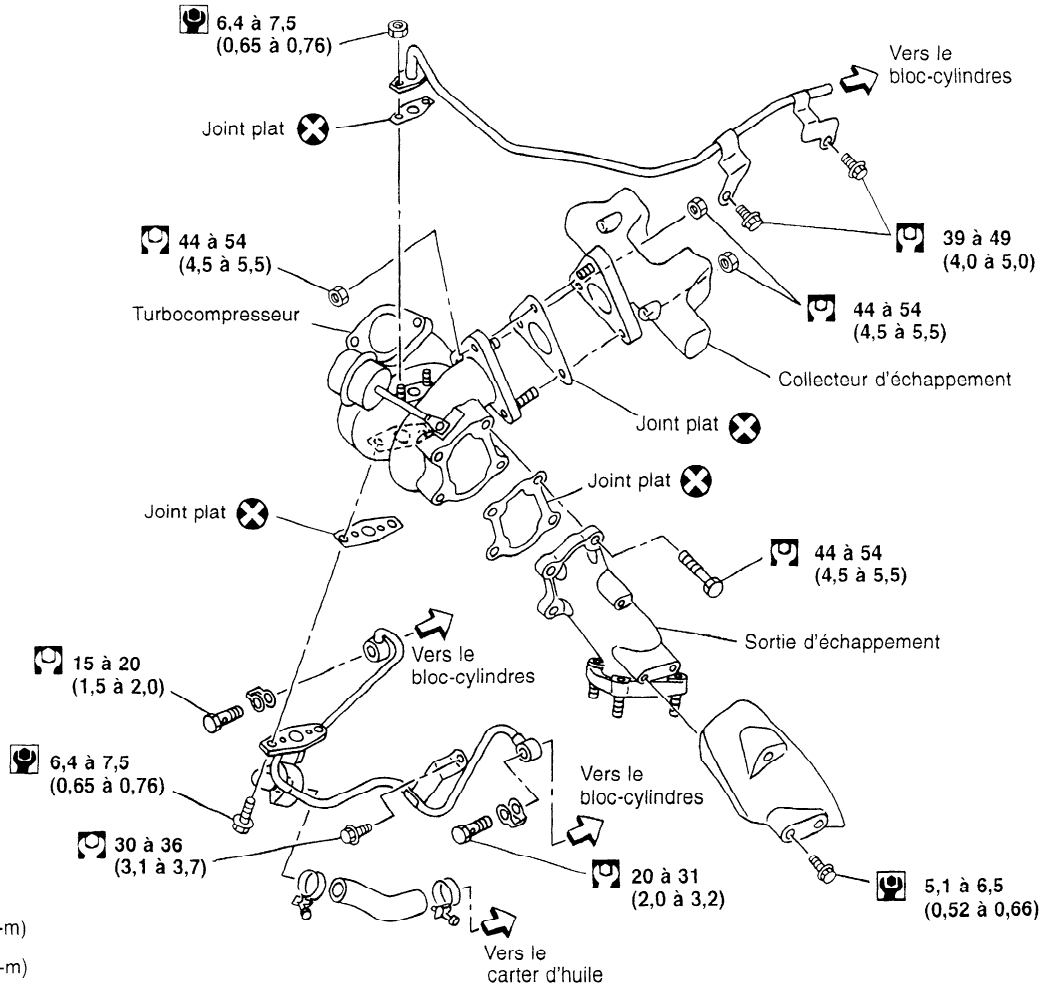 6,4 à 7,5
(0,65 à 0,76)
Vers le
bloc-cylindres
Joint plat
44 à 54
(4,5 à 5,5)
39 à 49
(4,0 à 5,0)
Turbocompresseur
44 à 54
(4,5 à 5,5)
Collecteur d'échappement
Joint plat
Joint plat
Joint plat
44 à 54
(4,5 à 5,5)
Sortie d'échappement
Vers le
bloc-cylindres
15 à 20
(1,5 à 2,0)
6,4 à 7,5
(0,65 à 0,76)
Vers le
bloc-cylindres
30 à 36
(3,1 à 3,7)
20 à 31
(2,0 à 3,2)
5,1 à 6,5
(0,52 à 0,66)
-m)
Vers le
carter d'huile
-m)